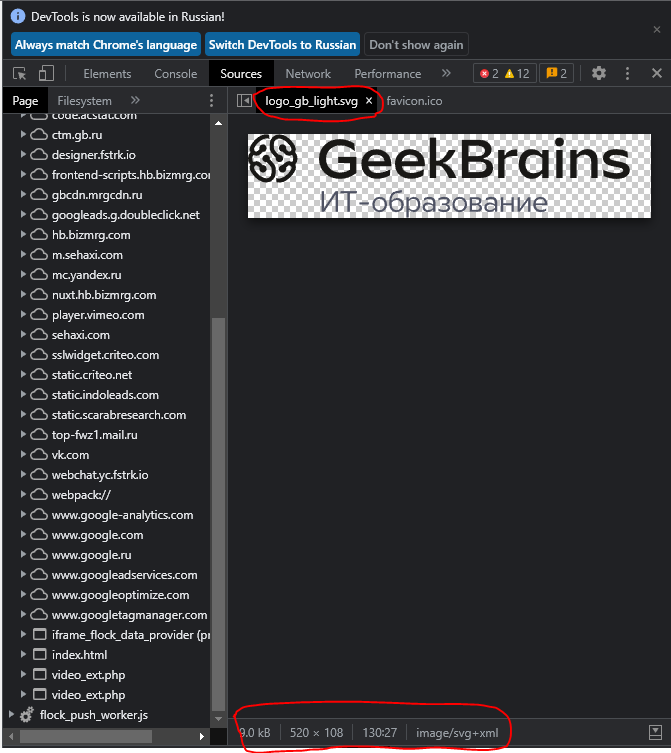 DevTools is now available in Russian!
Always match Chrome's language Switch DevTools to Russian Don't show again
Elements Console Sources Network Performance 2 12 2
Page Filesystem
logo_gb_light.svg favicon.ico
code.acstat.com
ctm.gb.ru
designer.fstrk.io
frontend-scripts.hb.bizmrg.com
gbcdn.mrgcdn.ru
googleads.g.doubleclick.net
hb.bizmrg.com
m.sehaxi.com
mc.yandex.ru
nuxt.hb.bizmrg.com
player.vimeo.com
sehaxi.com
sslwidget.criteo.com
static.criteo.net
static.indoleads.com
static.scarabresearch.com
top-fwz1.mail.ru
vk.com
webchat.yc.fstrk.io
webpack://
www.google-analytics.com
www.google.com
www.google.ru
www.googleadservices.com
www.googleoptimize.com
www.googletagmanager.com
iframe_flock_data_provider (pr
index.html
video_ext.php
video_ext.php
flock_push_worker.js
GeekBrains
ИТ-образование
9.0 kB 520 × 108 130:27 image/svg+xml